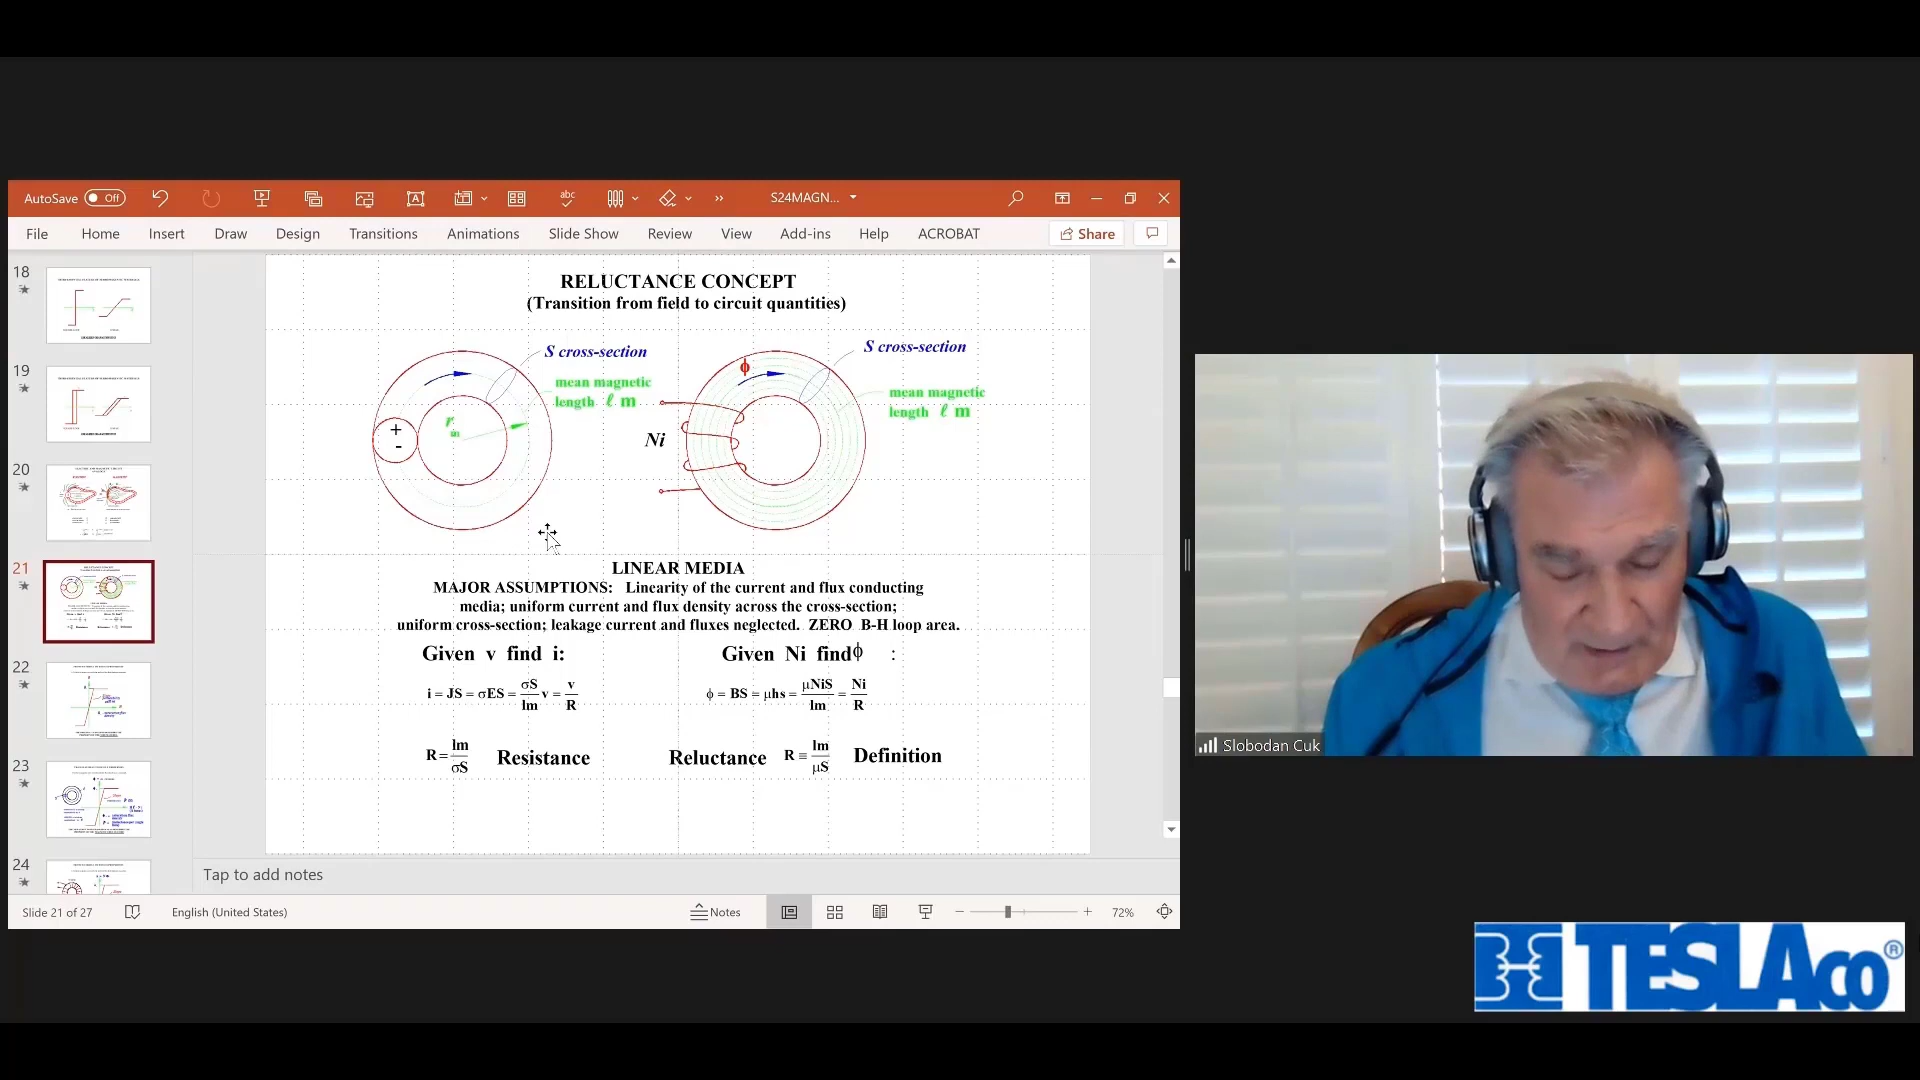 AutoSave Off
abc
S24MAGN...
File Home Insert Draw Design Transitions Animations Slide Show Review View Add-ins Help ACROBAT Share
18
19
20
21
22
23
24
RELUCTANCE CONCEPT
(Transition from field to circuit quantities)
S cross-section
mean magnetic
length ℓ m
r
m
+
-
ϕ
S cross-section
mean magnetic
length ℓ m
Ni
LINEAR MEDIA
MAJOR ASSUMPTIONS: Linearity of the current and flux conducting
media; uniform current and flux density across the cross-section;
uniform cross-section; leakage current and fluxes neglected. ZERO B-H loop area.
Given v find i:
Given Ni find ϕ :
i = JS = σES = σS/lm v = v/R
ϕ = BS = μhs = μNiS/lm = Ni/R
R = lm/σS Resistance
Reluctance R ≡ lm/μS Definition
Tap to add notes
Slide 21 of 27 English (United States) Notes 72%
Slobodan Cuk
TESLAco®